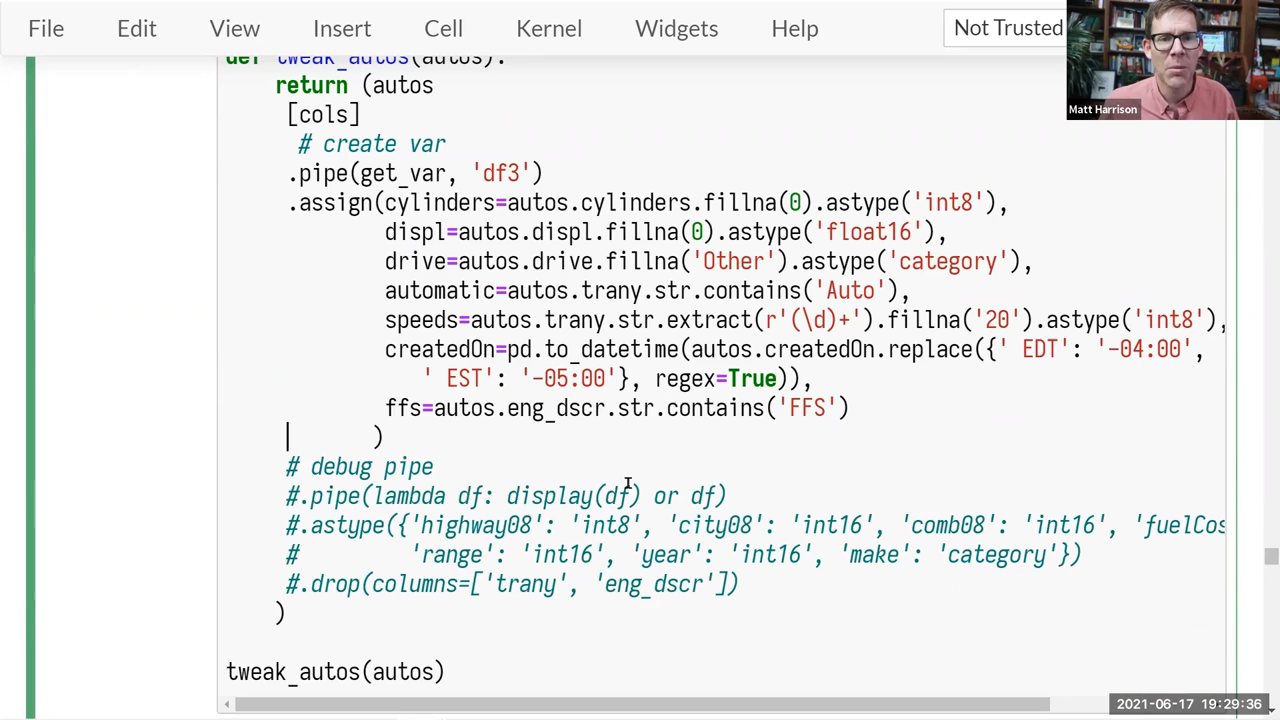 File Edit View Insert Cell Kernel Widgets Help Not Trusted
Matt Harrison
def tweak_autos(autos):
return (autos
[cols]
# create var
.pipe(get_var, 'df3')
.assign(cylinders=autos.cylinders.fillna(0).astype('int8'),
displ=autos.displ.fillna(0).astype('float16'),
drive=autos.drive.fillna('Other').astype('category'),
automatic=autos.trany.str.contains('Auto'),
speeds=autos.trany.str.extract(r'(\d)+').fillna('20').astype('int8'),
createdOn=pd.to_datetime(autos.createdOn.replace({' EDT': '-04:00',
' EST': '-05:00'}, regex=True)),
ffs=autos.eng_dscr.str.contains('FFS')
)
# debug pipe
#.pipe(lambda df: display(df) or df)
#.astype({'highway08': 'int8', 'city08': 'int16', 'comb08': 'int16', 'fuelCos
# 'range': 'int16', 'year': 'int16', 'make': 'category'})
#.drop(columns=['trany', 'eng_dscr'])
)
tweak_autos(autos)
2021-06-17 19:29:36